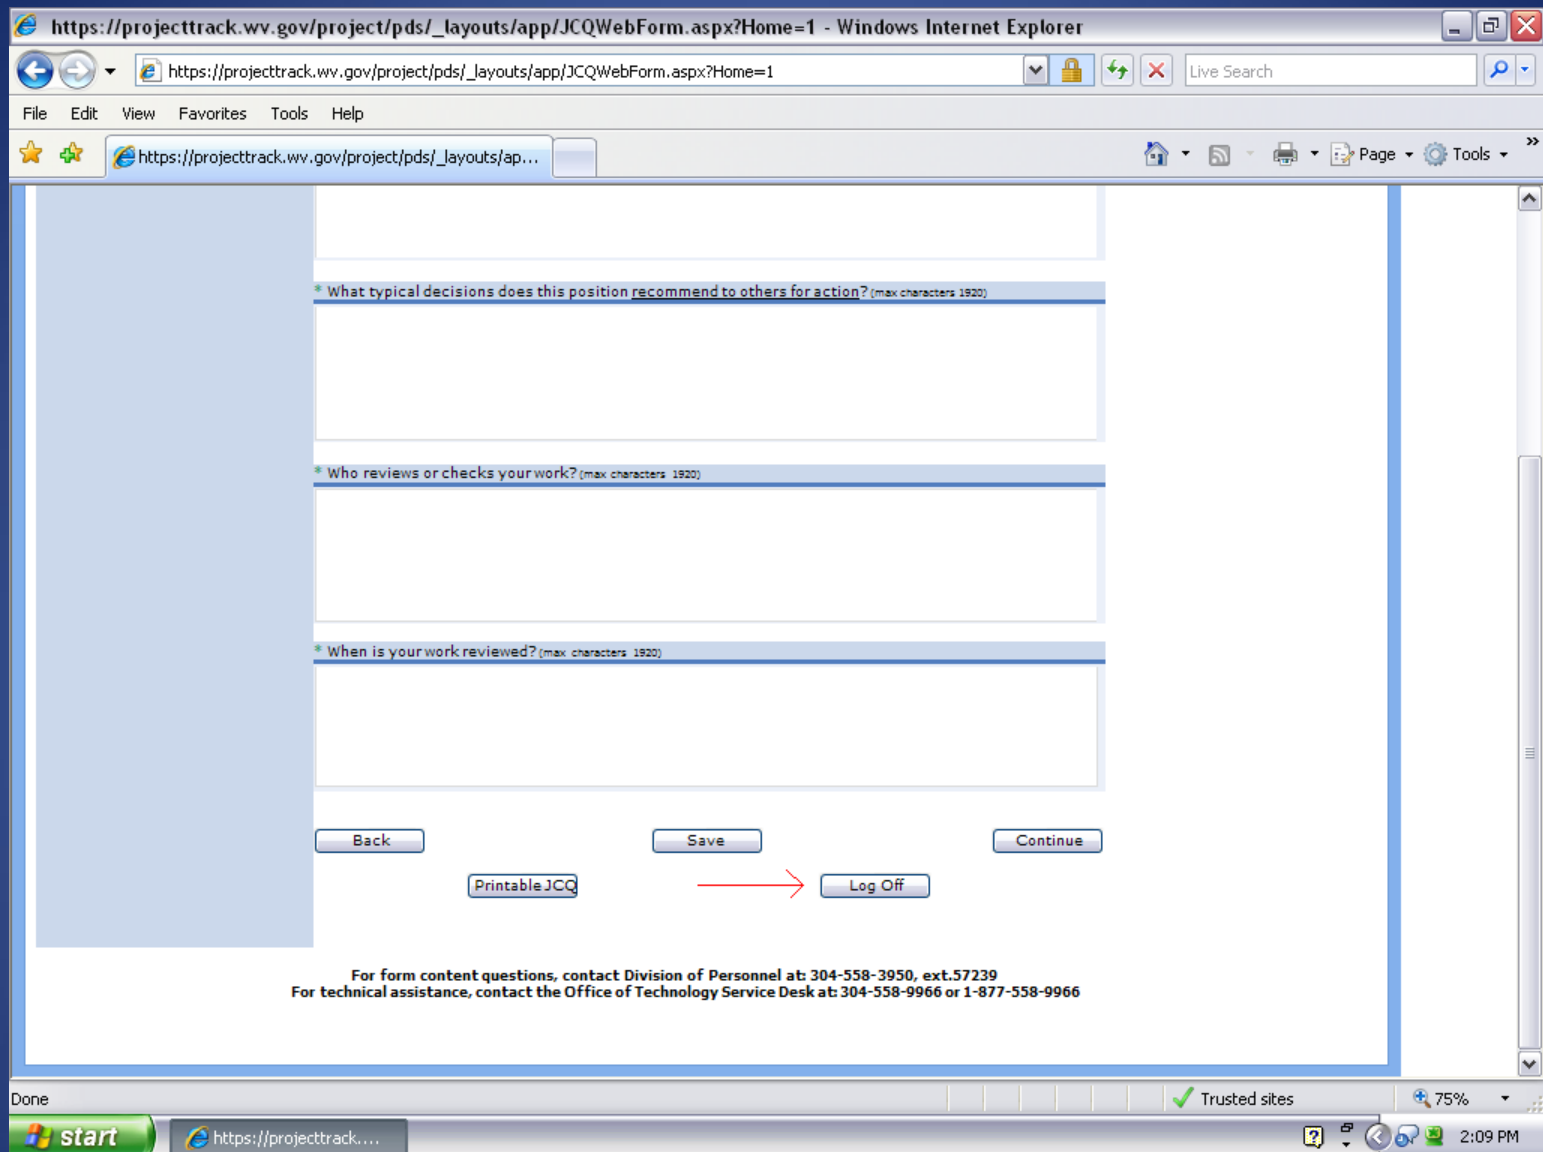 https://projecttrack.wv.gov/project/pds/_layouts/app/JCQWebForm.aspx?Home=1 - Windows Internet Explorer
https://projecttrack.wv.gov/project/pds/_layouts/app/JCQWebForm.aspx?Home=1
Live Search
File Edit View Favorites Tools Help
https://projecttrack.wv.gov/project/pds/_layouts/ap...
Page Tools »
* What typical decisions does this position recommend to others for action? (max characters 1920)
* Who reviews or checks your work? (max characters 1920)
* When is your work reviewed? (max characters 1920)
Back Save Continue
Printable JCQ Log Off
For form content questions, contact Division of Personnel at: 304-558-3950, ext.57239
For technical assistance, contact the Office of Technology Service Desk at: 304-558-9966 or 1-877-558-9966
Done Trusted sites 75%
start https://projecttrack.... 2:09 PM